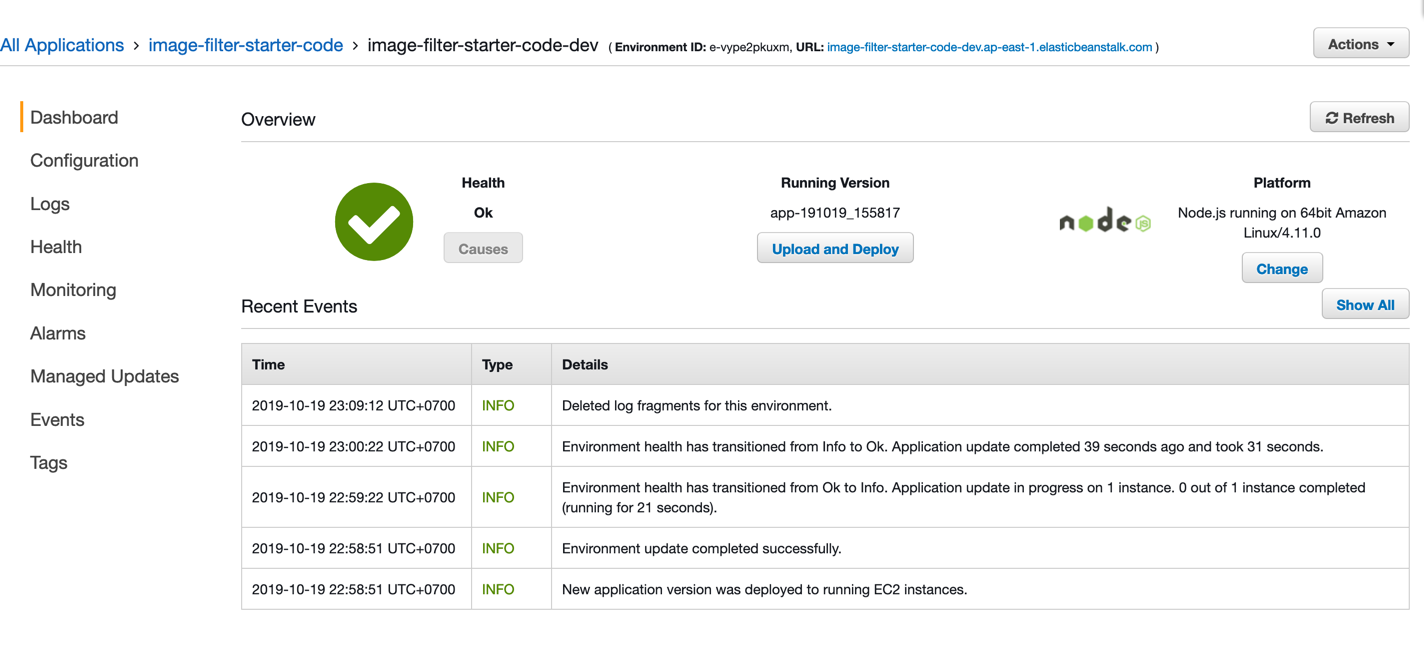 All Applications › image-filter-starter-code › image-filter-starter-code-dev ( Environment ID: e-vype2pkuxm, URL: image-filter-starter-code-dev.ap-east-1.elasticbeanstalk.com )
Actions
Dashboard
Configuration
Logs
Health
Monitoring
Alarms
Managed Updates
Events
Tags
Overview
Refresh
Health
Ok
Causes
Running Version
app-191019_155817
Upload and Deploy
node JS
Platform
Node.js running on 64bit Amazon
Linux/4.11.0
Change
Recent Events
Show All
Time Type Details
2019-10-19 23:09:12 UTC+0700 INFO Deleted log fragments for this environment.
2019-10-19 23:00:22 UTC+0700 INFO Environment health has transitioned from Info to Ok. Application update completed 39 seconds ago and took 31 seconds.
2019-10-19 22:59:22 UTC+0700 INFO Environment health has transitioned from Ok to Info. Application update in progress on 1 instance. 0 out of 1 instance completed
(running for 21 seconds).
2019-10-19 22:58:51 UTC+0700 INFO Environment update completed successfully.
2019-10-19 22:58:51 UTC+0700 INFO New application version was deployed to running EC2 instances.